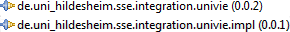 de.uni_hildesheim.sse.integration.univie (0.0.2)
de.uni_hildesheim.sse.integration.univie.impl (0.0.1)